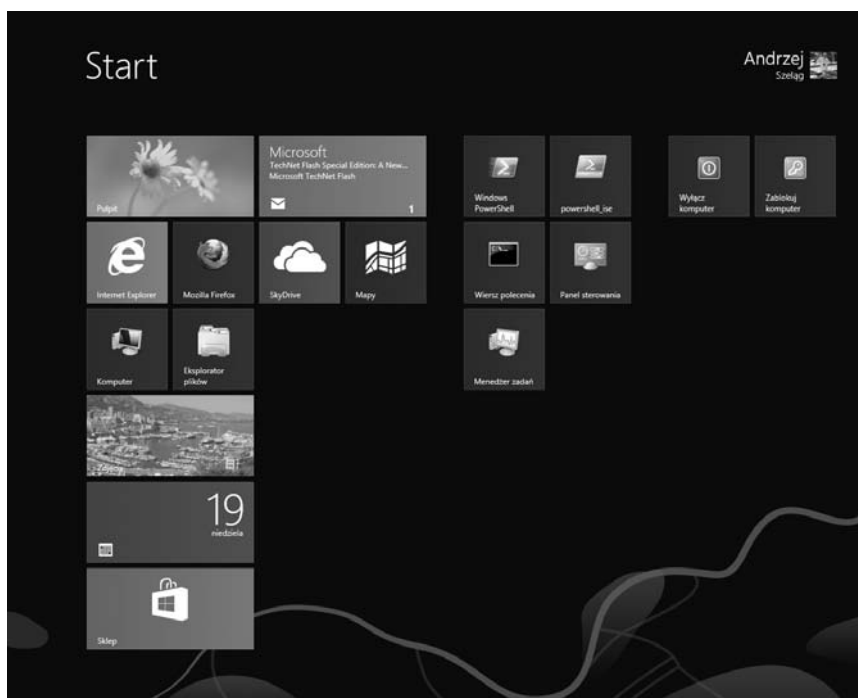 Start
Andrzej
Szeląg
Pulpit
Microsoft
TechNet Flash Special Edition: A New...
Microsoft TechNet Flash
1
Internet Explorer
Mozilla Firefox
SkyDrive
Mapy
Komputer
Eksplorator
plików
Zdjęcia
19
niedziela
Sklep
Windows
PowerShell
powershell_ise
Wiersz polecenia
Panel sterowania
Menedżer zadań
Wyłącz
komputer
Zablokuj
komputer